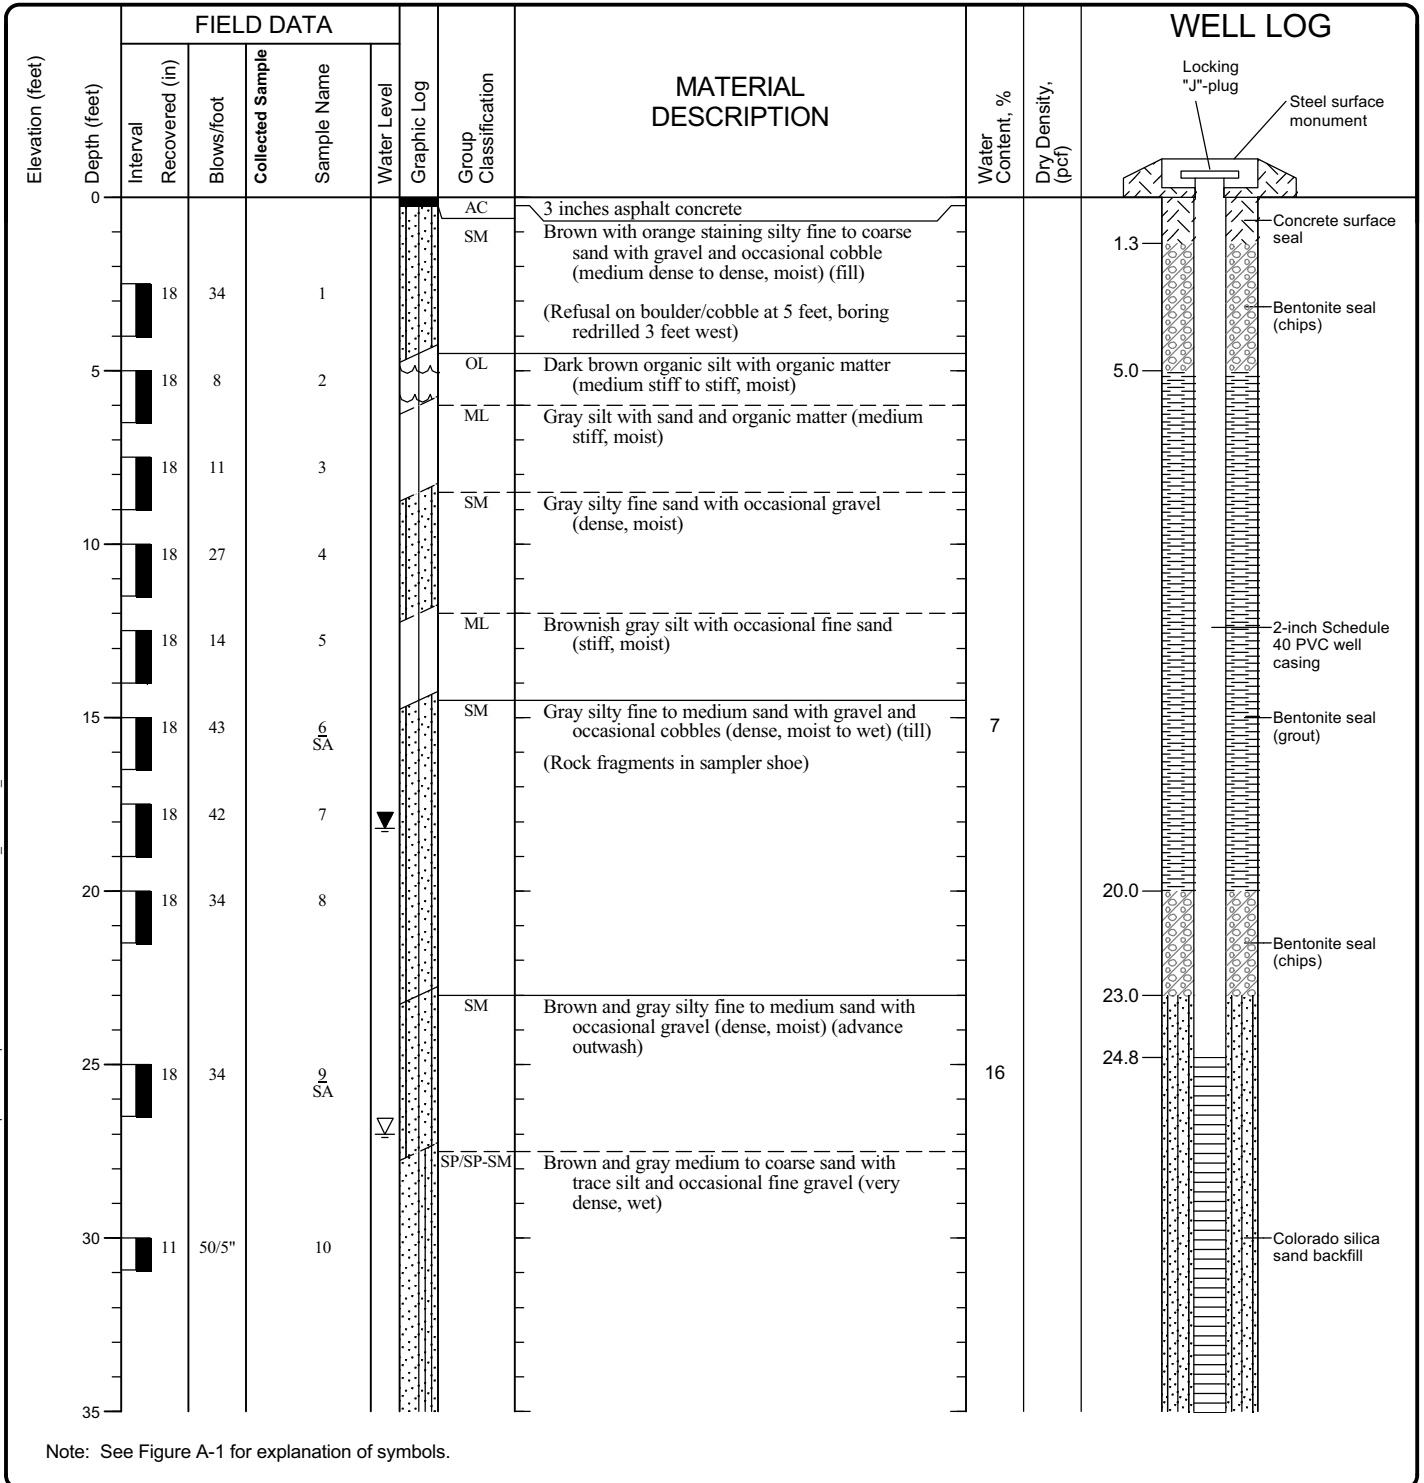 FIELD DATA
WELL LOG
Elevation (feet)
Depth (feet)
Interval
Recovered (in)
Blows/foot
Collected Sample
Sample Name
Water Level
Graphic Log
Group
Classification
MATERIAL
DESCRIPTION
Water
Content, %
Dry Density,
(pcf)
Locking
"J"-plug
Steel surface
monument
0
AC
3 inches asphalt concrete
SM
Brown with orange staining silty fine to coarse
sand with gravel and occasional cobble
(medium dense to dense, moist) (fill)
Concrete surface
seal
1.3
18
34
1
(Refusal on boulder/cobble at 5 feet, boring
redrilled 3 feet west)
Bentonite seal
(chips)
5
18
8
2
OL
Dark brown organic silt with organic matter
(medium stiff to stiff, moist)
5.0
ML
Gray silt with sand and organic matter (medium
stiff, moist)
18
11
3
SM
Gray silty fine sand with occasional gravel
(dense, moist)
10
18
27
4
ML
Brownish gray silt with occasional fine sand
(stiff, moist)
18
14
5
2-inch Schedule
40 PVC well
casing
15
18
43
6
SA
SM
Gray silty fine to medium sand with gravel and
occasional cobbles (dense, moist to wet) (till)
(Rock fragments in sampler shoe)
7
Bentonite seal
(grout)
18
42
7
20
18
34
8
20.0
Bentonite seal
(chips)
23.0
SM
Brown and gray silty fine to medium sand with
occasional gravel (dense, moist) (advance
outwash)
24.8
25
18
34
9
SA
16
SP/SP-SM
Brown and gray medium to coarse sand with
trace silt and occasional fine gravel (very
dense, wet)
30
11
50/5"
10
Colorado silica
sand backfill
35
Note: See Figure A-1 for explanation of symbols.